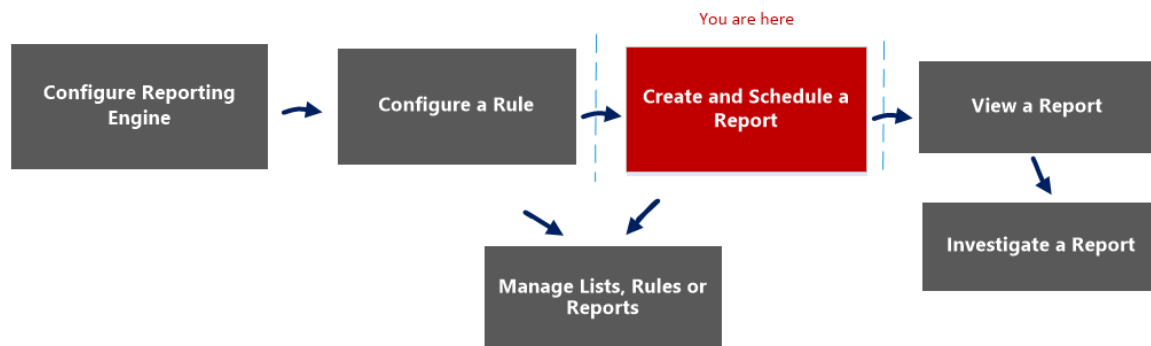 You are here
Configure Reporting
Engine
Configure a Rule
Create and Schedule a
Report
View a Report
Manage Lists, Rules or
Reports
Investigate a Report